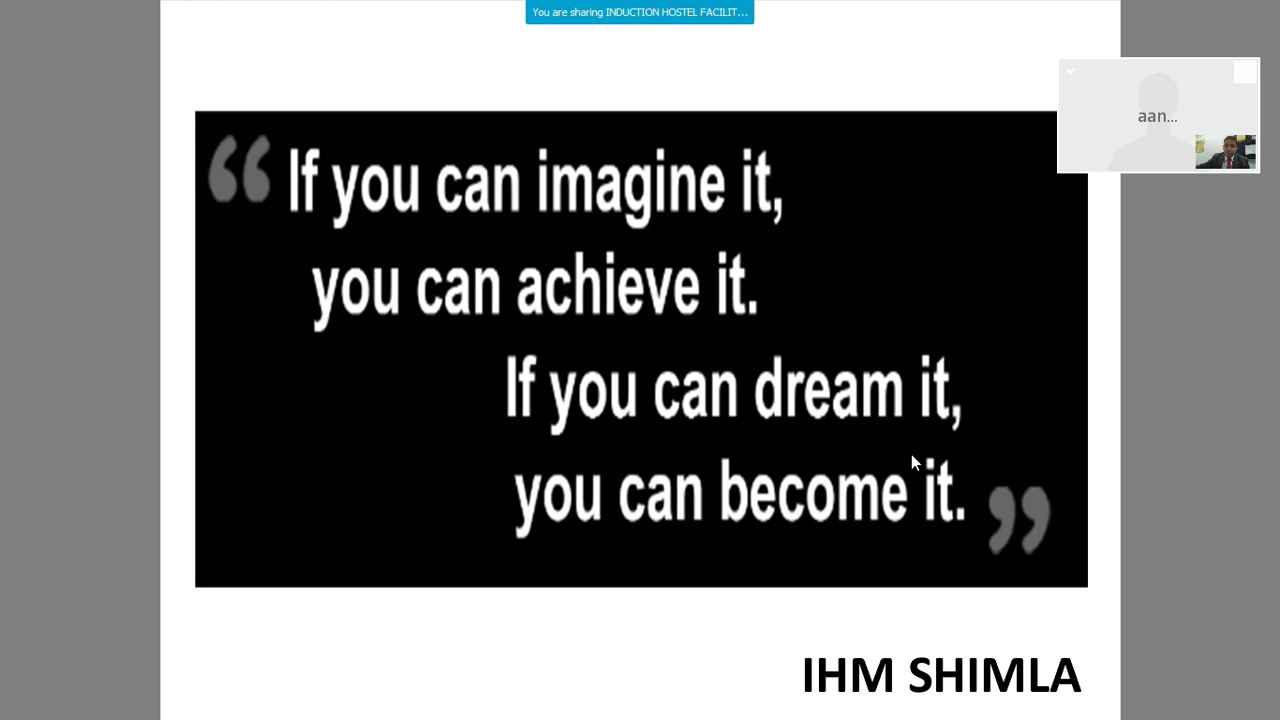 You are sharing INDUCTION HOSTEL FACILIT...
aan...
“ If you can imagine it,
you can achieve it.
If you can dream it,
you can become it. ”
IHM SHIMLA